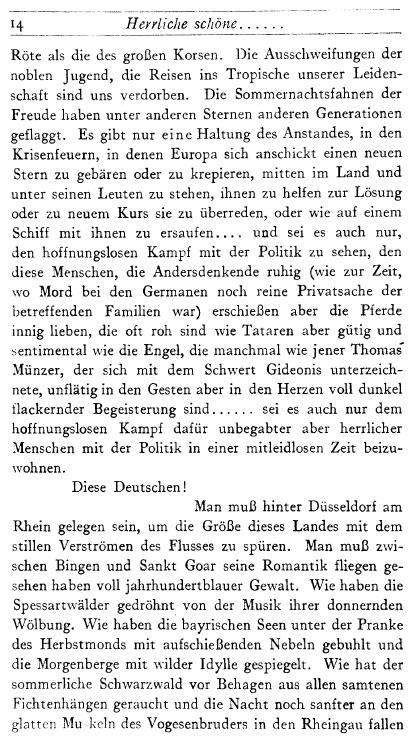 14 Herrliche schöne......
Röte als die des großen Korsen. Die Ausschweifungen der
noblen Jugend, die Reisen ins Tropische unserer Leiden-
schaft sind uns verdorben. Die Sommernachtsfahnen der
Freude haben unter anderen Sternen anderen Generationen
geflaggt. Es gibt nur eine Haltung des Anstandes, in den
Krisenfeuern, in denen Europa sich anschickt einen neuen
Stern zu gebären oder zu krepieren, mitten im Land und
unter seinen Leuten zu stehen, ihnen zu helfen zur Lösung
oder zu neuem Kurs sie zu überreden, oder wie auf einem
Schiff mit ihnen zu ersaufen.... und sei es auch nur,
den hoffnungslosen Kampf mit der Politik zu sehen, den
diese Menschen, die Andersdenkende ruhig (wie zur Zeit,
wo Mord bei den Germanen noch reine Privatsache der
betreffenden Familien war) erschießen aber die Pferde
innig lieben, die oft roh sind wie Tataren aber gütig und
sentimental wie die Engel, die manchmal wie jener Thomas
Münzer, der sich mit dem Schwert Gideonis unterzeich-
nete, unflätig in den Gesten aber in den Herzen voll dunkel
flackernder Begeisterung sind...... sei es auch nur dem
hoffnungslosen Kampf dafür unbegabter aber herrlicher
Menschen mit der Politik in einer mitleidlosen Zeit beizu-
wohnen.
Diese Deutschen!
Man muß hinter Düsseldorf am
Rhein gelegen sein, um die Größe dieses Landes mit dem
stillen Verströmen des Flusses zu spüren. Man muß zwi-
schen Bingen und Sankt Goar seine Romantik fliegen ge-
sehen haben voll jahrhundertblauer Gewalt. Wie haben die
Spessartwälder gedröhnt von der Musik ihrer donnernden
Wölbung. Wie haben die bayrischen Seen unter der Pranke
des Herbstmonds mit aufschießenden Nebeln gebuhlt und
die Morgenberge mit wilder Idylle gespiegelt. Wie hat der
sommerliche Schwarzwald vor Behagen aus allen samtenen
Fichtenhängen geraucht und die Nacht noch sanfter an den
glatten Muskeln des Vogesenbruders in den Rheingau fallen